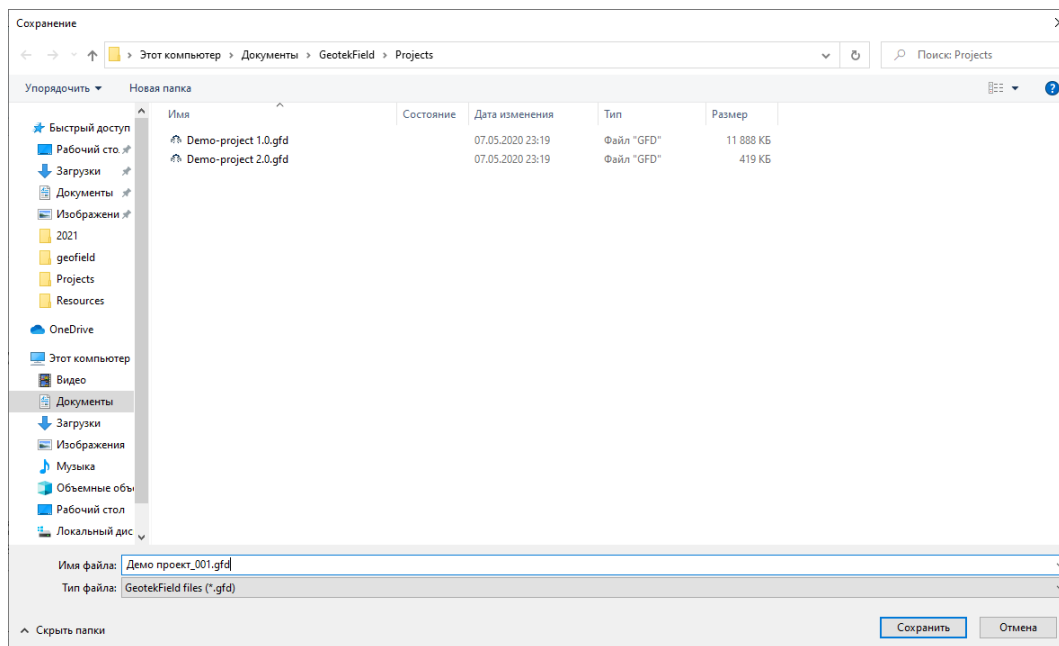 Сохранение
Этот компьютер > Документы > GeotekField > Projects
Поиск: Projects
Упорядочить Новая папка
Имя Состояние Дата изменения Тип Размер
Demo-project 1.0.gfd 07.05.2020 23:19 Файл "GFD" 11 888 КБ
Demo-project 2.0.gfd 07.05.2020 23:19 Файл "GFD" 419 КБ
Быстрый доступ
Рабочий сто.
Загрузки
Документы
Изображени
2021
geofield
Projects
Resources
OneDrive
Этот компьютер
Видео
Документы
Загрузки
Изображения
Музыка
Объемные объ
Рабочий стол
Локальный дис
Имя файла: Демо проект_001.gfd
Тип файла: GeotekField files (*.gfd)
Скрыть папки
Сохранить Отмена